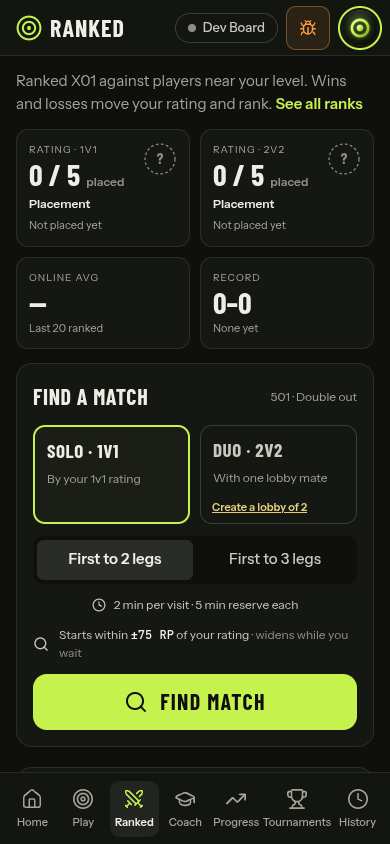 RANKED
Dev Board
Ranked X01 against players near your level. Wins
and losses move your rating and rank. See all ranks
RATING · 1V1
?
0 / 5 placed
Placement
Not placed yet
RATING · 2V2
?
0 / 5 placed
Placement
Not placed yet
ONLINE AVG
–
Last 20 ranked
RECORD
0–0
None yet
FIND A MATCH
501 · Double out
SOLO · 1V1
By your 1v1 rating
DUO · 2V2
With one lobby mate
Create a lobby of 2
First to 2 legs
First to 3 legs
2 min per visit · 5 min reserve each
Starts within ±75 RP of your rating · widens while you
wait
FIND MATCH
Home
Play
Ranked
Coach
Progress
Tournaments
History